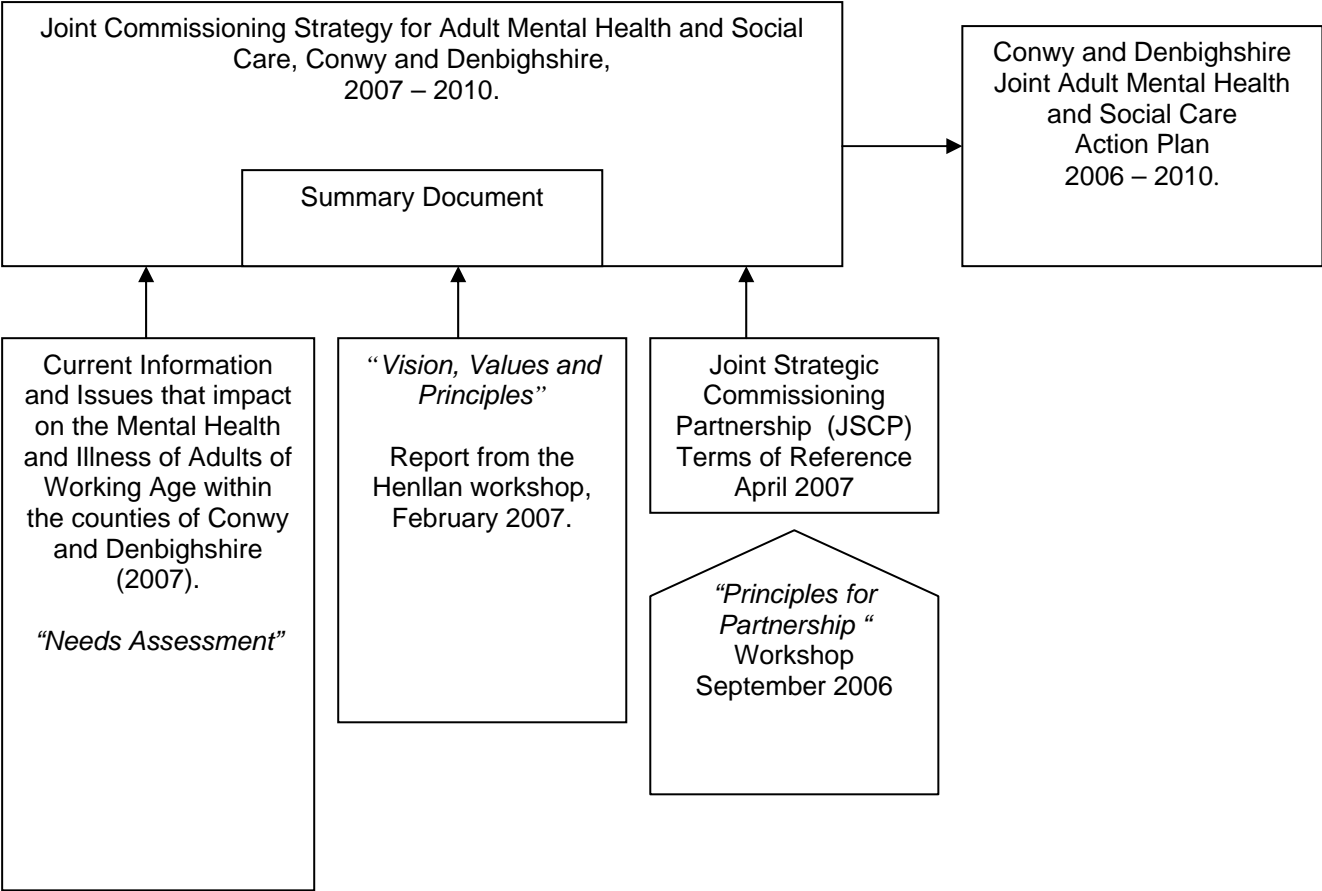 Joint Commissioning Strategy for Adult Mental Health and Social
Care, Conwy and Denbighshire,
2007 – 2010.
Summary Document
Conwy and Denbighshire
Joint Adult Mental Health
and Social Care
Action Plan
2006 – 2010.
Current Information
and Issues that impact
on the Mental Health
and Illness of Adults of
Working Age within
the counties of Conwy
and Denbighshire
(2007).
“Needs Assessment”
“Vision, Values and
Principles”
Report from the
Henllan workshop,
February 2007.
Joint Strategic
Commissioning
Partnership (JSCP)
Terms of Reference
April 2007
“Principles for
Partnership “
Workshop
September 2006